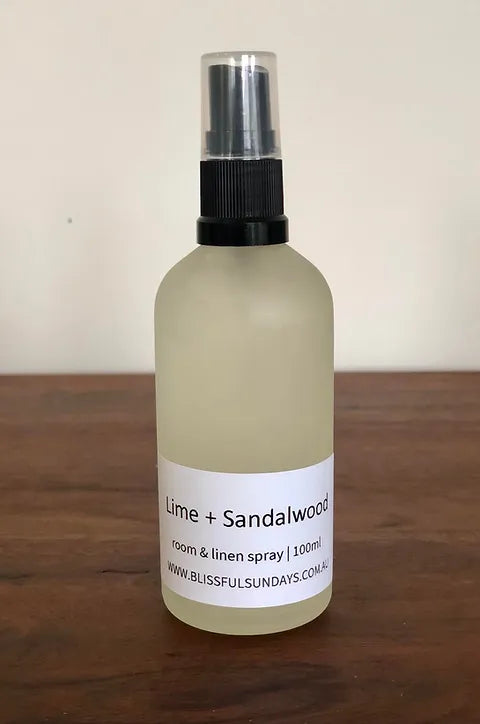 Lime + Sandalwood
room & linen spray | 100ml
WWW.BLISSFULSUNDAYS.COM.AU